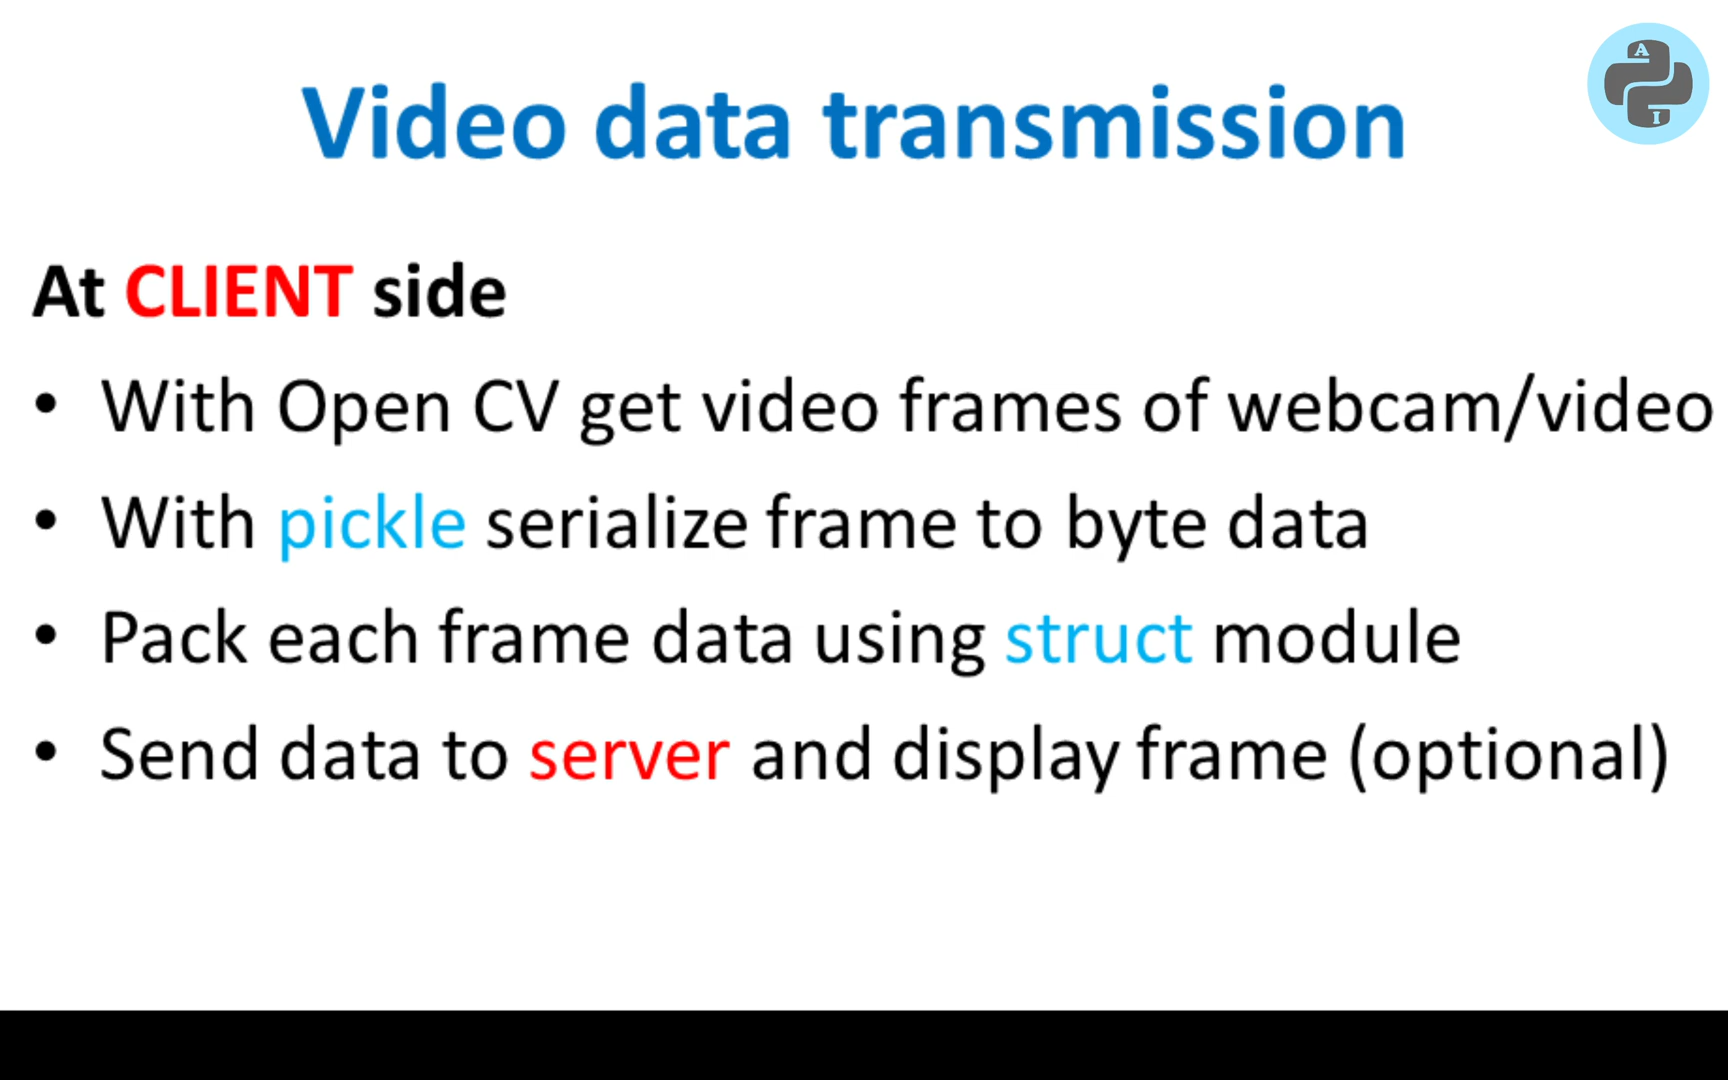 A
I
Video data transmission
At CLIENT side
• With Open CV get video frames of webcam/video
• With pickle serialize frame to byte data
• Pack each frame data using struct module
• Send data to server and display frame (optional)